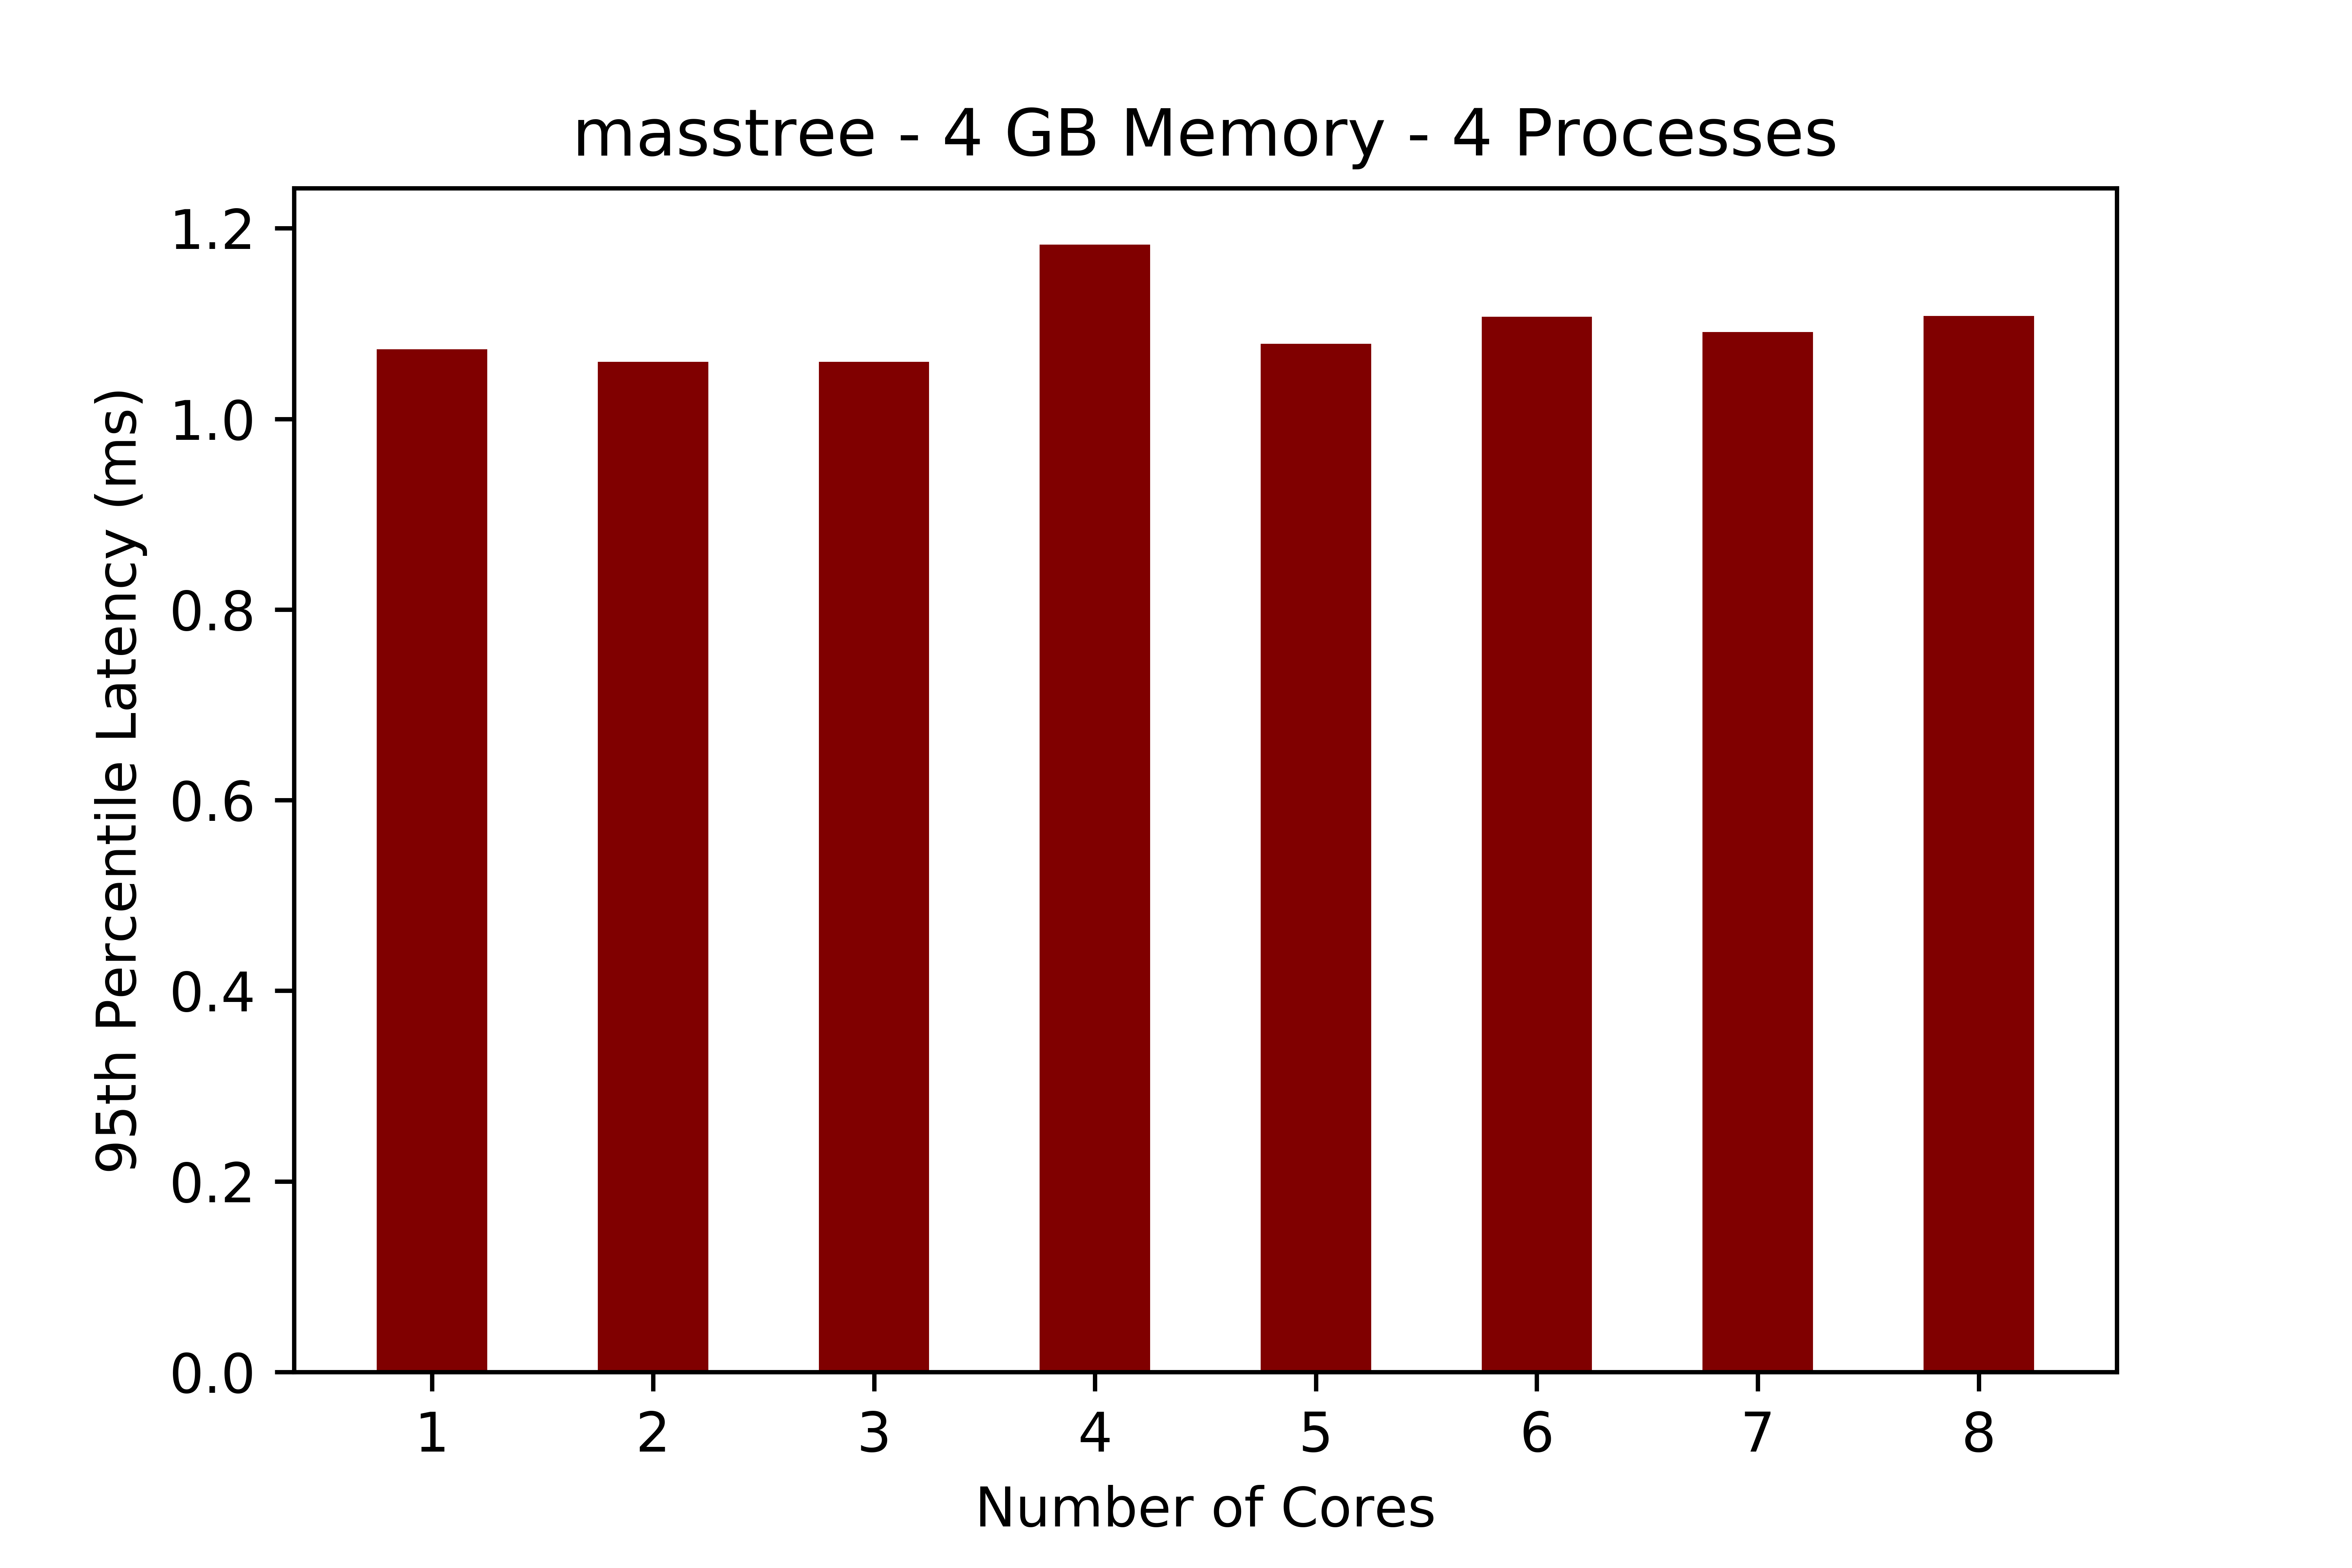 masstree - 4 GB Memory - 4 Processes
95th Percentile Latency (ms)
1.2
1.0
0.8
0.6
0.4
0.2
0.0
1 2 3 4 5 6 7 8
Number of Cores